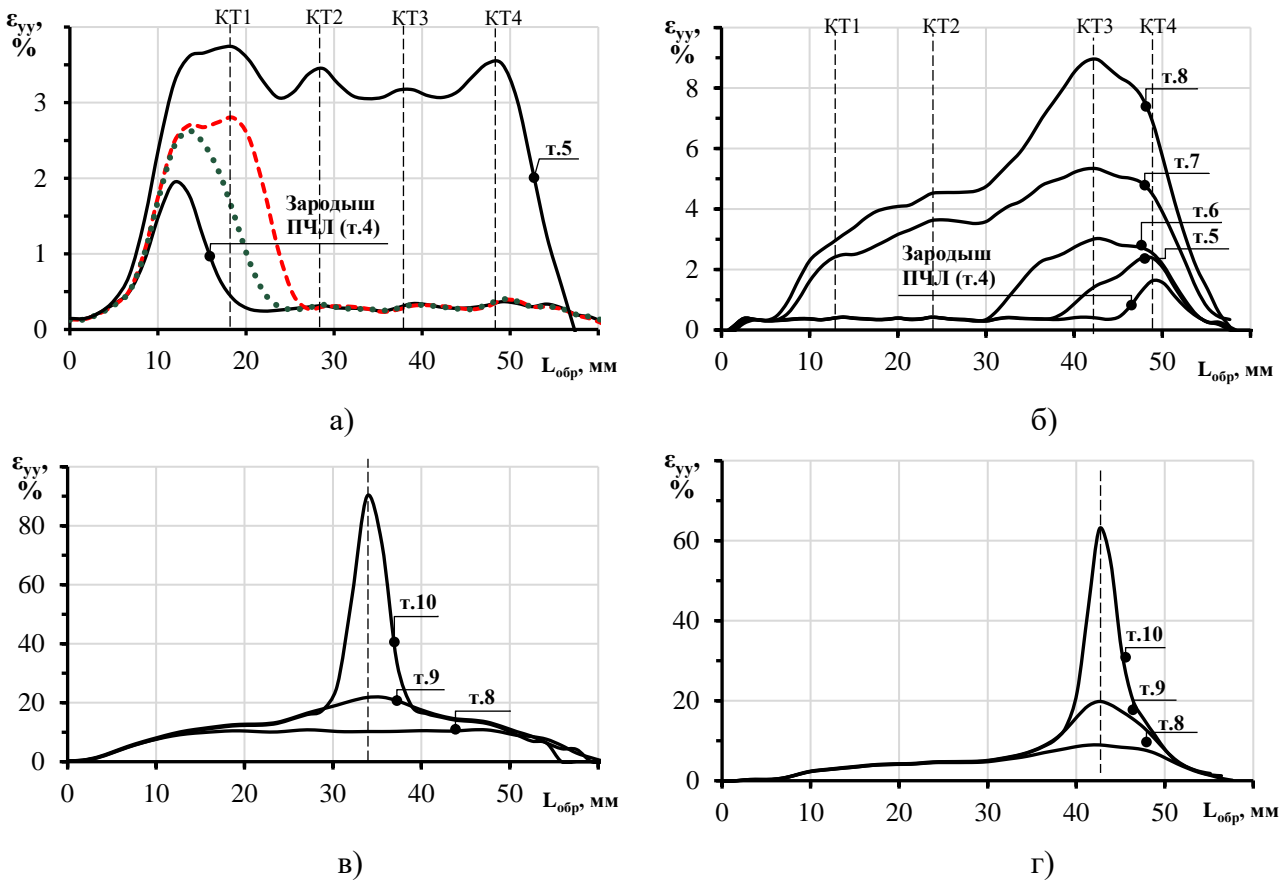 εyy,
%
КТ1
КТ2
КТ3
КТ4
4
3
2
1
0
т.5
Зародыш
ПЧЛ (т.4)
0
10
20
30
40
50
Lобр, мм
а)
εyy,
%
КТ1
КТ2
КТ3
КТ4
8
6
4
2
0
т.8
т.7
т.6
т.5
Зародыш
ПЧЛ (т.4)
0
10
20
30
40
50
Lобр, мм
б)
εyy,
%
80
60
40
20
0
т.10
т.9
т.8
0
10
20
30
40
50
Lобр, мм
в)
εyy,
%
60
40
20
0
т.10
т.9
т.8
0
10
20
30
40
50
Lобр, мм
г)